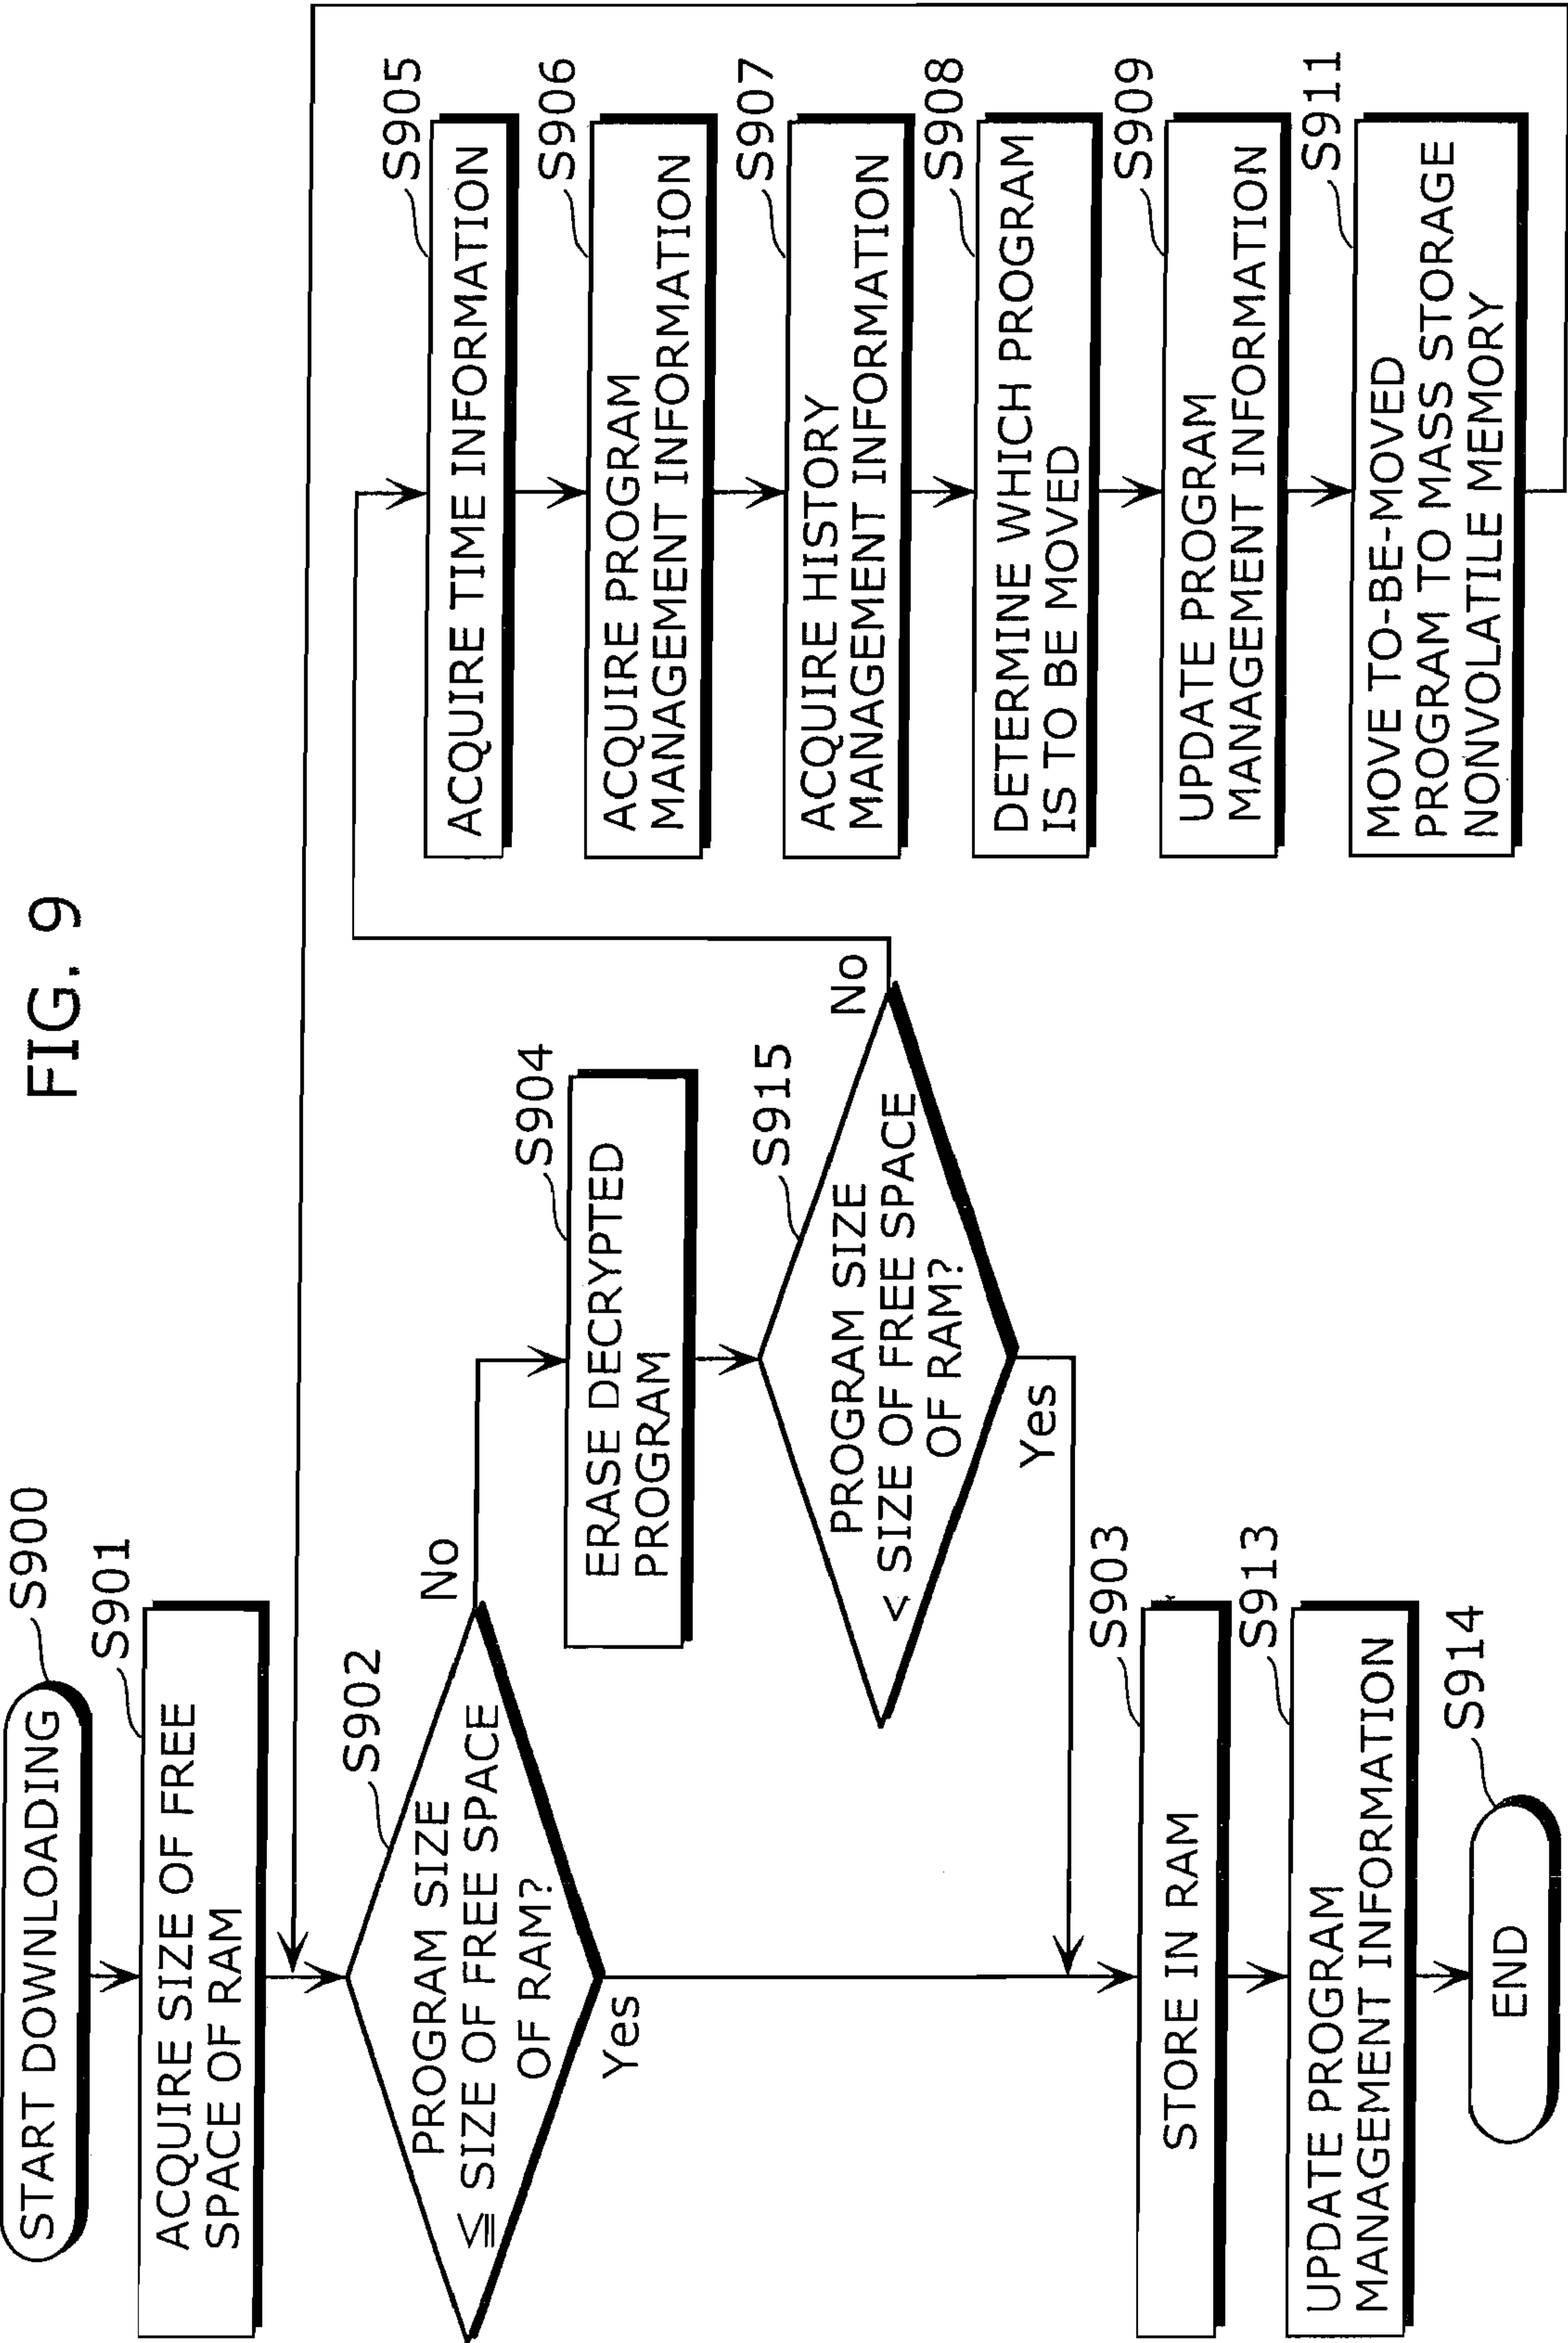 FIG. 9
START DOWNLOADING
S900
ACQUIRE SIZE OF FREE
SPACE OF RAM
S901
PROGRAM SIZE
≦ SIZE OF FREE SPACE
OF RAM?
S902
No
Yes
ERASE DECRYPTED
PROGRAM
S904
PROGRAM SIZE
< SIZE OF FREE SPACE
OF RAM?
S915
No
Yes
STORE IN RAM
S903
UPDATE PROGRAM
MANAGEMENT INFORMATION
S913
END
S914
ACQUIRE TIME INFORMATION
S905
ACQUIRE PROGRAM
MANAGEMENT INFORMATION
S906
ACQUIRE HISTORY
MANAGEMENT INFORMATION
S907
DETERMINE WHICH PROGRAM
IS TO BE MOVED
S908
UPDATE PROGRAM
MANAGEMENT INFORMATION
S909
MOVE TO-BE-MOVED
PROGRAM TO MASS STORAGE
NONVOLATILE MEMORY
S911